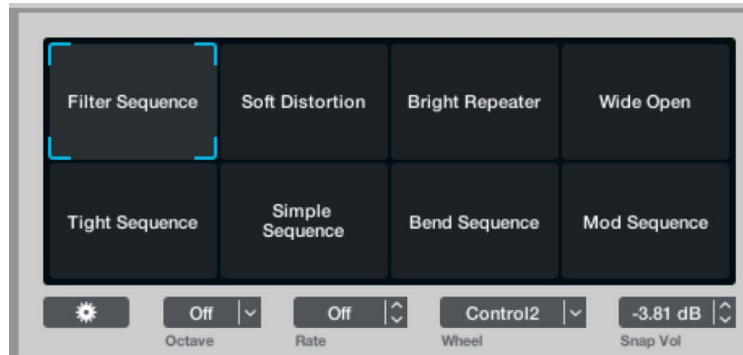 Filter Sequence Soft Distortion Bright Repeater Wide Open
Tight Sequence Simple Sequence Bend Sequence Mod Sequence
Off Off Control2 -3.81 dB
Octave Rate Wheel Snap Vol